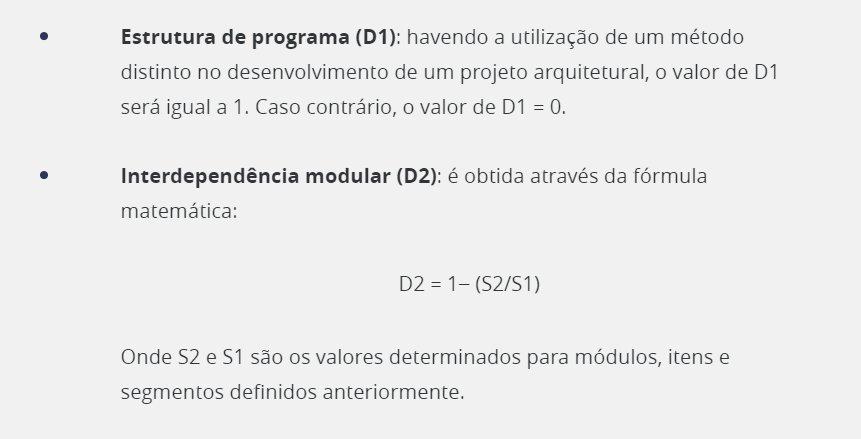 Estrutura de programa (D1): havendo a utilização de um método
distinto no desenvolvimento de um projeto arquitetural, o valor de D1
será igual a 1. Caso contrário, o valor de D1 = 0.
Interdependência modular (D2): é obtida através da fórmula
matemática:
D2 = 1– (S2/S1)
Onde S2 e S1 são os valores determinados para módulos, itens e
segmentos definidos anteriormente.